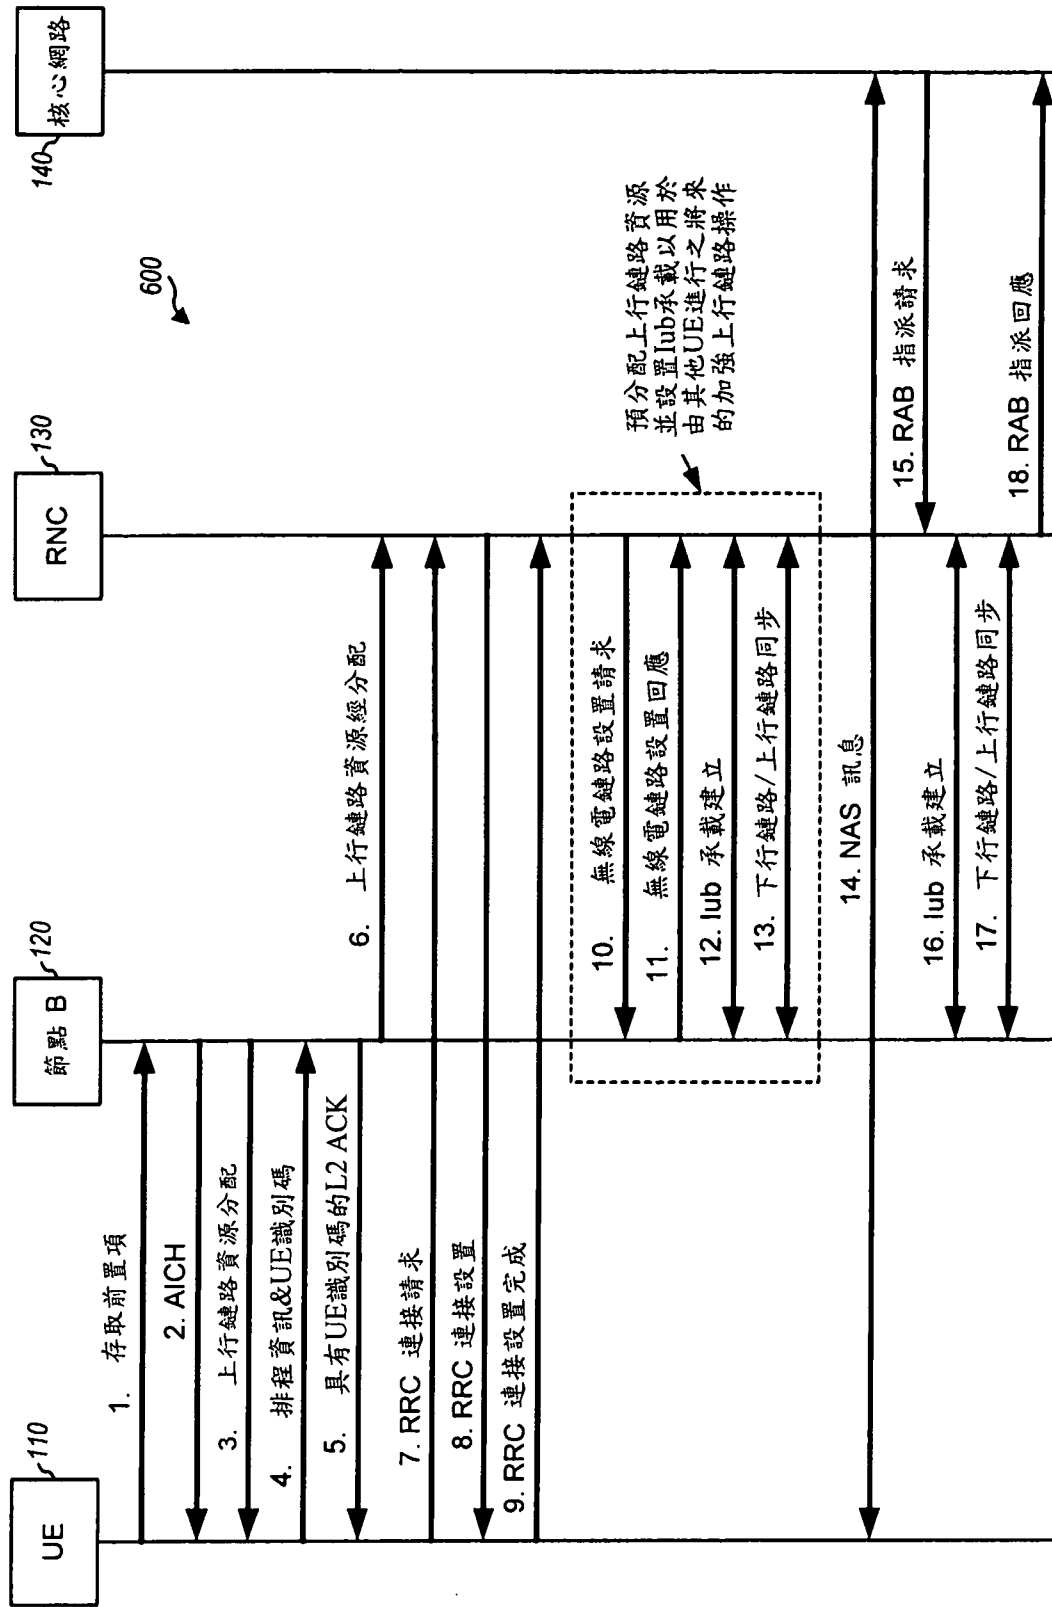 600
UE
110
節點 B
120
RNC
130
核心網路
140
1. 存取前置項
2. AICH
3. 上行鏈路資源分配
4. 排程資訊&UE識別碼
5. 具有UE識別碼的L2 ACK
6. 上行鏈路資源經分配
7. RRC 連接請求
8. RRC 連接設置
9. RRC 連接設置完成
10. 無線電鏈路設置請求
11. 無線電鏈路設置回應
12. Iub 承載建立
13. 下行鏈路/上行鏈路同步
預分配上行鏈路資源
並設置Iub承載以用於
由其他UE進行之將來
的加強上行鏈路操作
14. NAS 訊息
15. RAB 指派請求
16. Iub 承載建立
17. 下行鏈路/上行鏈路同步
18. RAB 指派回應